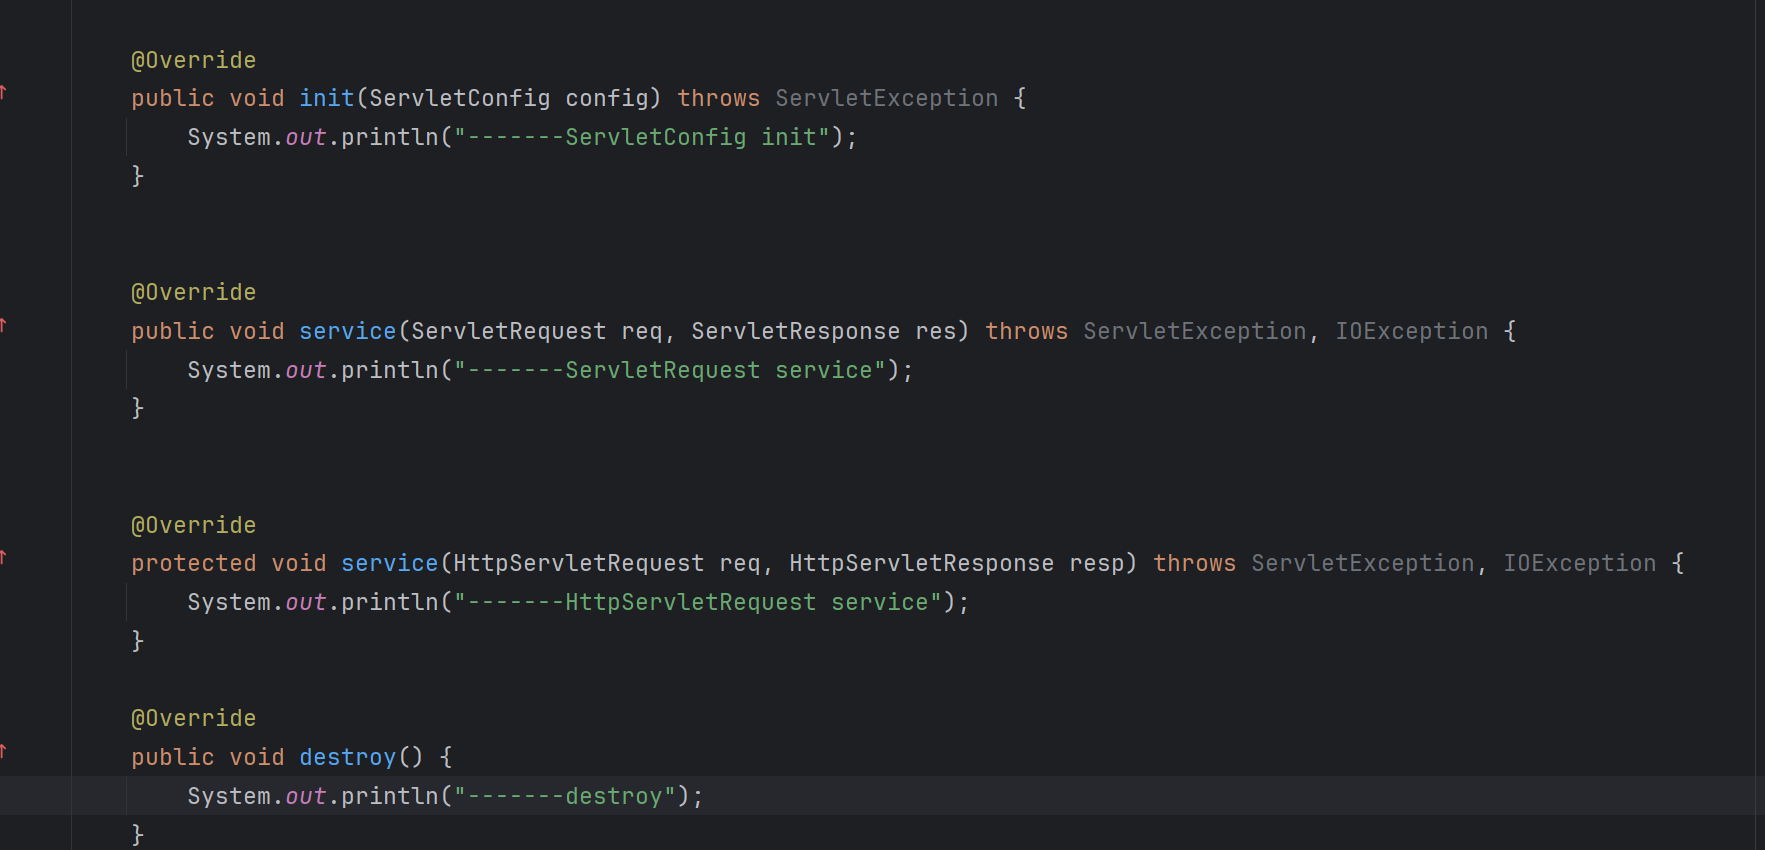 @Override
public void init(ServletConfig config) throws ServletException {
System.out.println("-------ServletConfig init");
}
@Override
public void service(ServletRequest req, ServletResponse res) throws ServletException, IOException {
System.out.println("-------ServletRequest service");
}
@Override
protected void service(HttpServletRequest req, HttpServletResponse resp) throws ServletException, IOException {
System.out.println("-------HttpServletRequest service");
}
@Override
public void destroy() {
System.out.println("-------destroy");
}